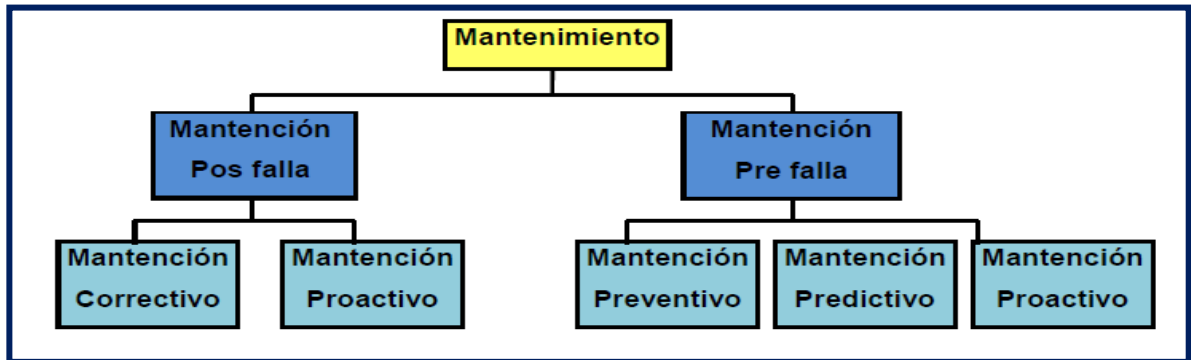 Mantenimiento
Mantención
Pos falla
Mantención
Pre falla
Mantención
Correctivo
Mantención
Proactivo
Mantención
Preventivo
Mantención
Predictivo
Mantención
Proactivo